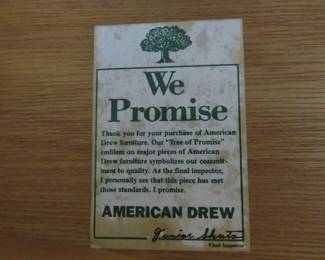 We
Promise
Thank you for your purchase of American
Drew furniture. Our "Tree of Promise"
emblem on major pieces of American
Drew furniture symbolizes our commit-
ment to quality. As the final inspector,
I personally see that this piece has met
those standards. I promise.
AMERICAN DREW
Junior
Final Inspector